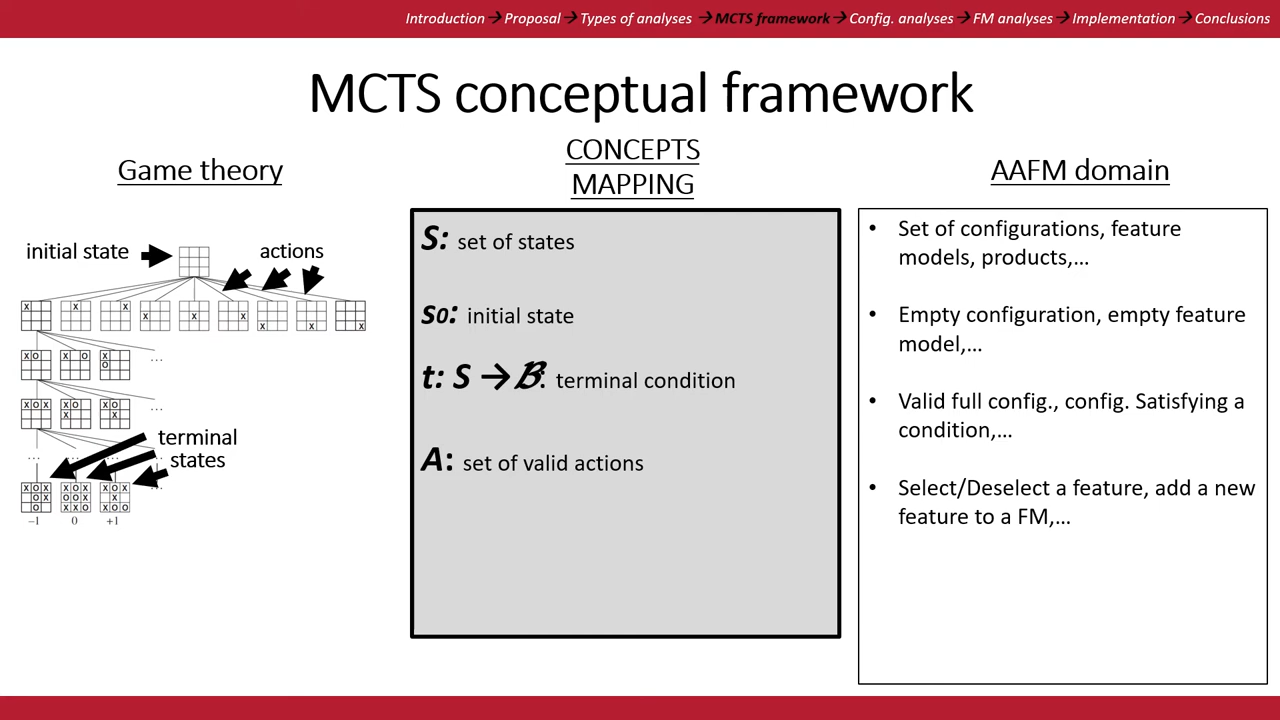 Introduction → Proposal → Types of analyses → MCTS framework → Config. analyses → FM analyses → Implementation → Conclusions
MCTS conceptual framework
Game theory
initial state
actions
X X X X X X X X X
X O X O X
O
...
X O X X O X O
X X
...
terminal
states
... ... ... ...
X O X X O X X O X
O X O O X X
O X X O X O O
...
−1 0 +1
CONCEPTS
MAPPING
S: set of states
s0: initial state
t: S → B: terminal condition
A: set of valid actions
AAFM domain
• Set of configurations, feature
models, products,...
• Empty configuration, empty feature
model,...
• Valid full config., config. Satisfying a
condition,...
• Select/Deselect a feature, add a new
feature to a FM,...